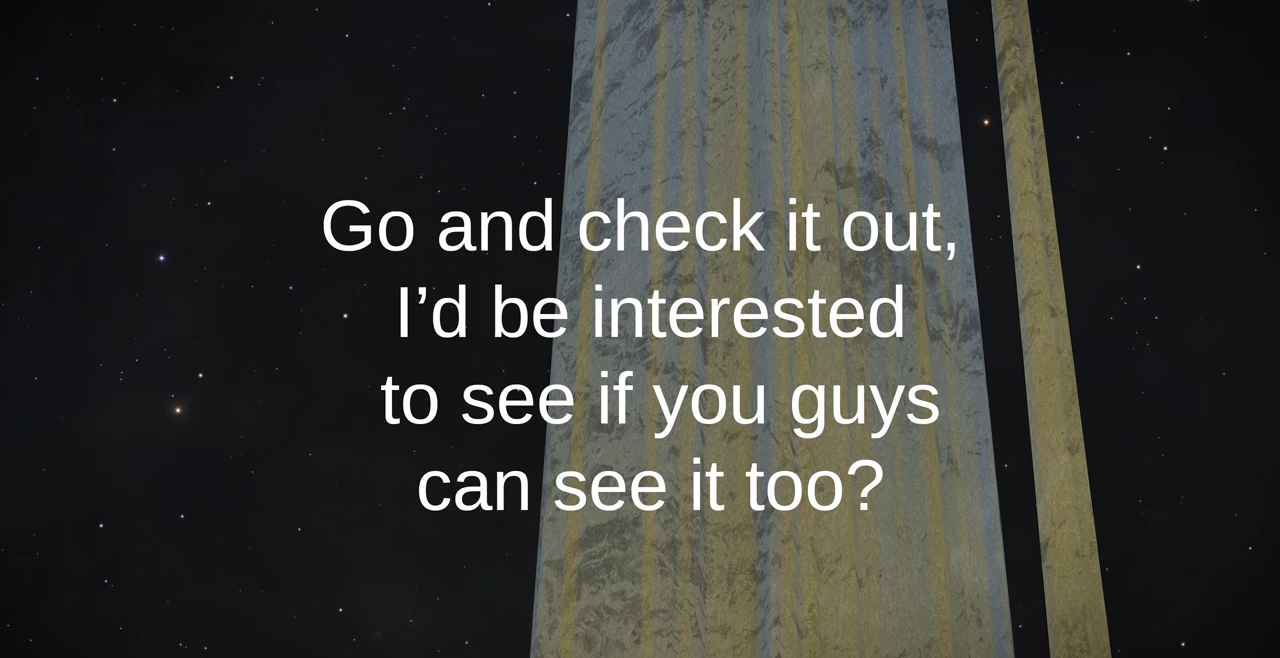 Go and check it out,
I’d be interested
to see if you guys
can see it too?